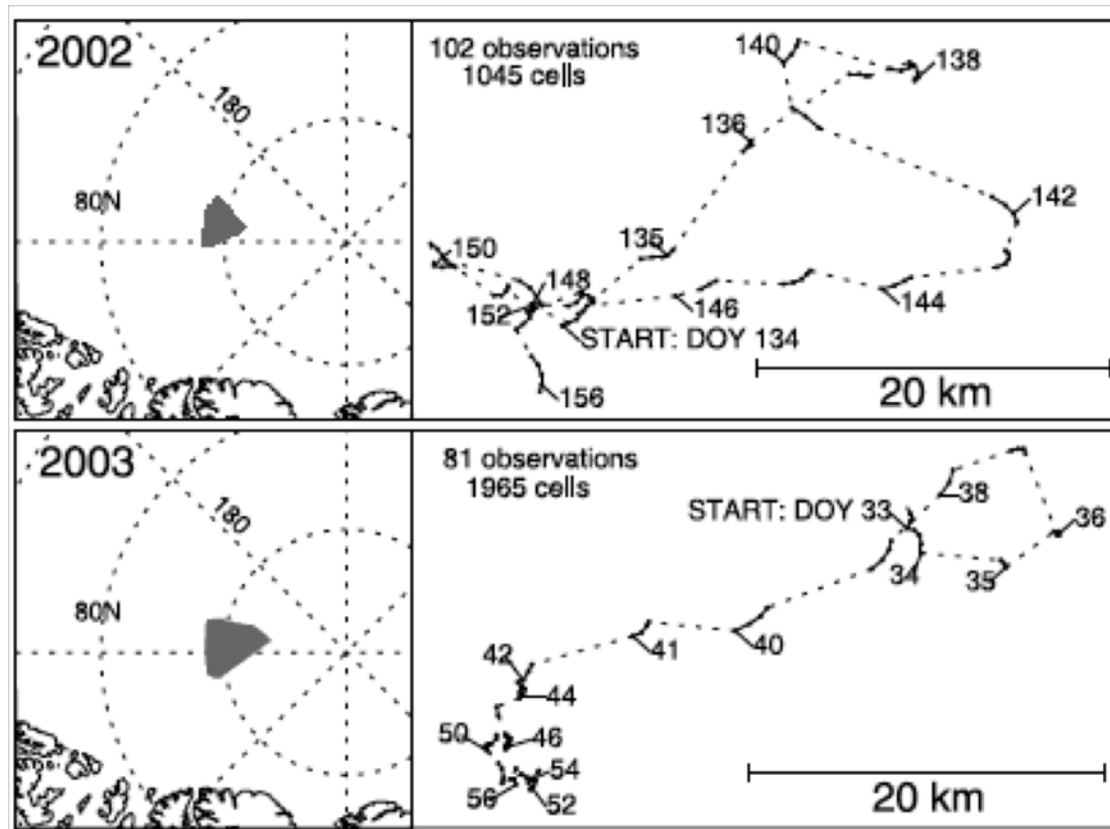 2002
180
80N
102 observations
1045 cells
140
138
136
142
135
150
148
152
146
144
START: DOY 134
156
20 km
2003
180
80N
81 observations
1965 cells
START: DOY 33
38
36
34
35
41
40
42
44
50
46
54
56
52
20 km